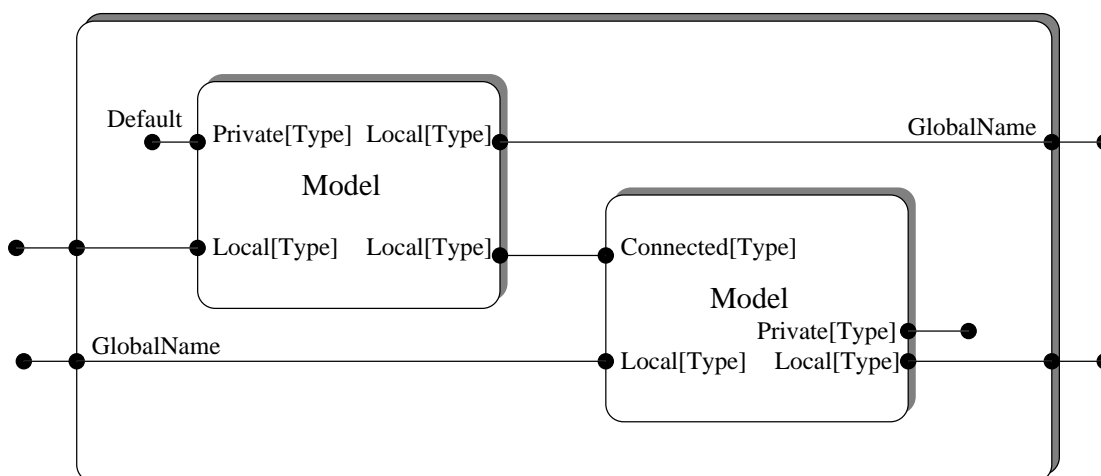 Default
GlobalName
Private[Type] Local[Type]
Model
Local[Type] Local[Type]
Connected[Type]
Model
Private[Type]
GlobalName
Local[Type] Local[Type]